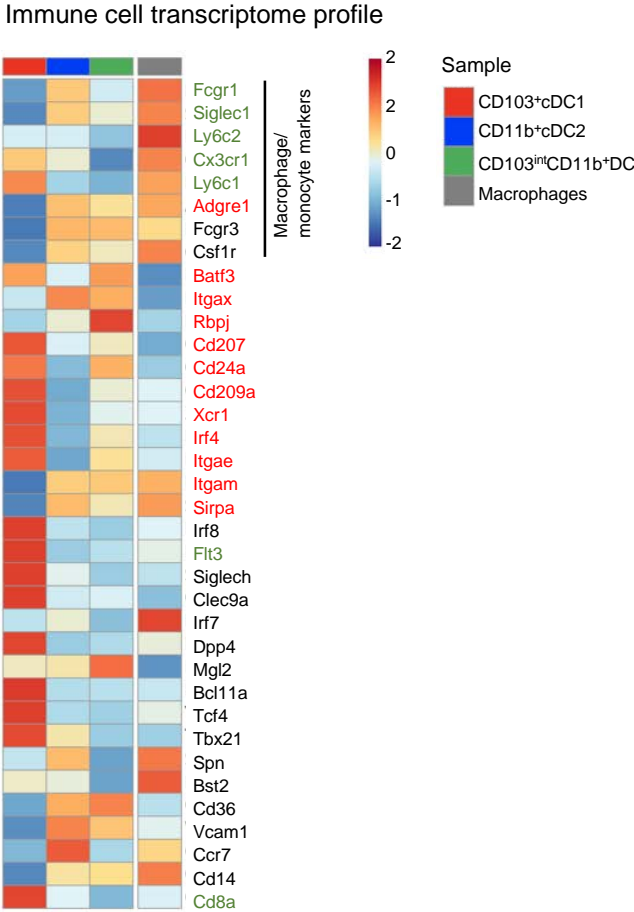 Immune cell transcriptome profile
Fcgr1
Siglec1
Ly6c2
Cx3cr1
Ly6c1
Adgre1
Fcgr3
Csf1r
Batf3
Itgax
Rbpj
Cd207
Cd24a
Cd209a
Xcr1
Irf4
Itgae
Itgam
Sirpa
Irf8
Flt3
Siglech
Clec9a
Irf7
Dpp4
Mgl2
Bcl11a
Tcf4
Tbx21
Spn
Bst2
Cd36
Vcam1
Ccr7
Cd14
Cd8a
Macrophage/
monocyte markers
2
2
0
-1
-2
Sample
CD103⁺cDC1
CD11b⁺cDC2
CD103ⁱⁿᵗCD11b⁺DC
Macrophages